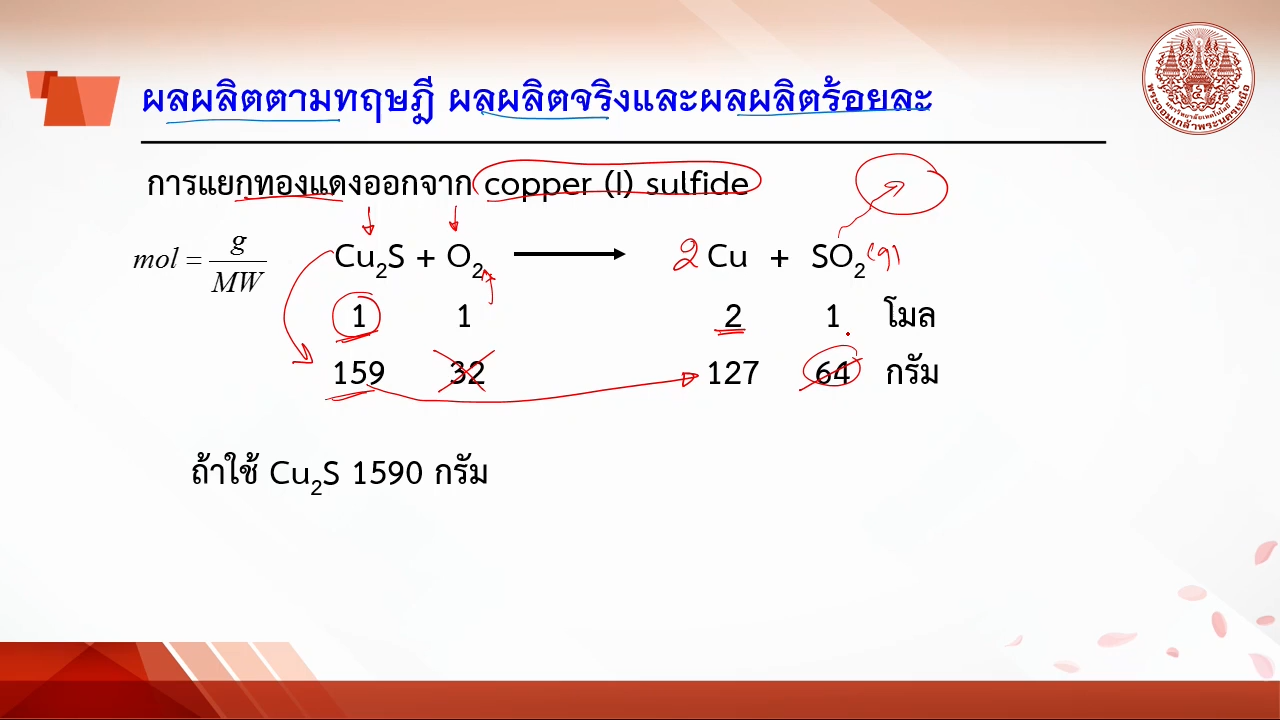 ผลผลิตตามทฤษฎี ผลผลิตจริงและผลผลิตร้อยละ
การแยกทองแดงออกจาก copper (I) sulfide
mol = g/MW
Cu₂S + O₂ → 2 Cu + SO₂ (g)
1 1 2 1 โมล
159 32 127 64 กรัม
ถ้าใช้ Cu₂S 1590 กรัม